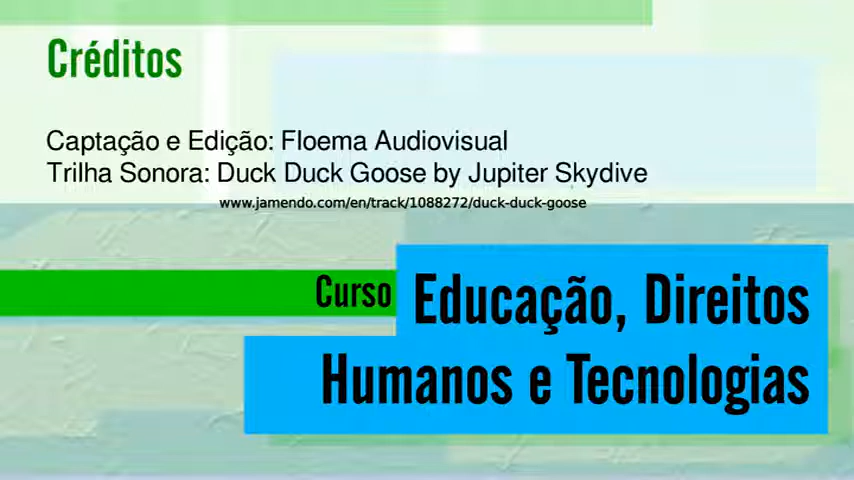 Créditos
Captação e Edição: Floema Audiovisual
Trilha Sonora: Duck Duck Goose by Jupiter Skydive
www.jamendo.com/en/track/1088272/duck-duck-goose
Curso Educação, Direitos
Humanos e Tecnologias